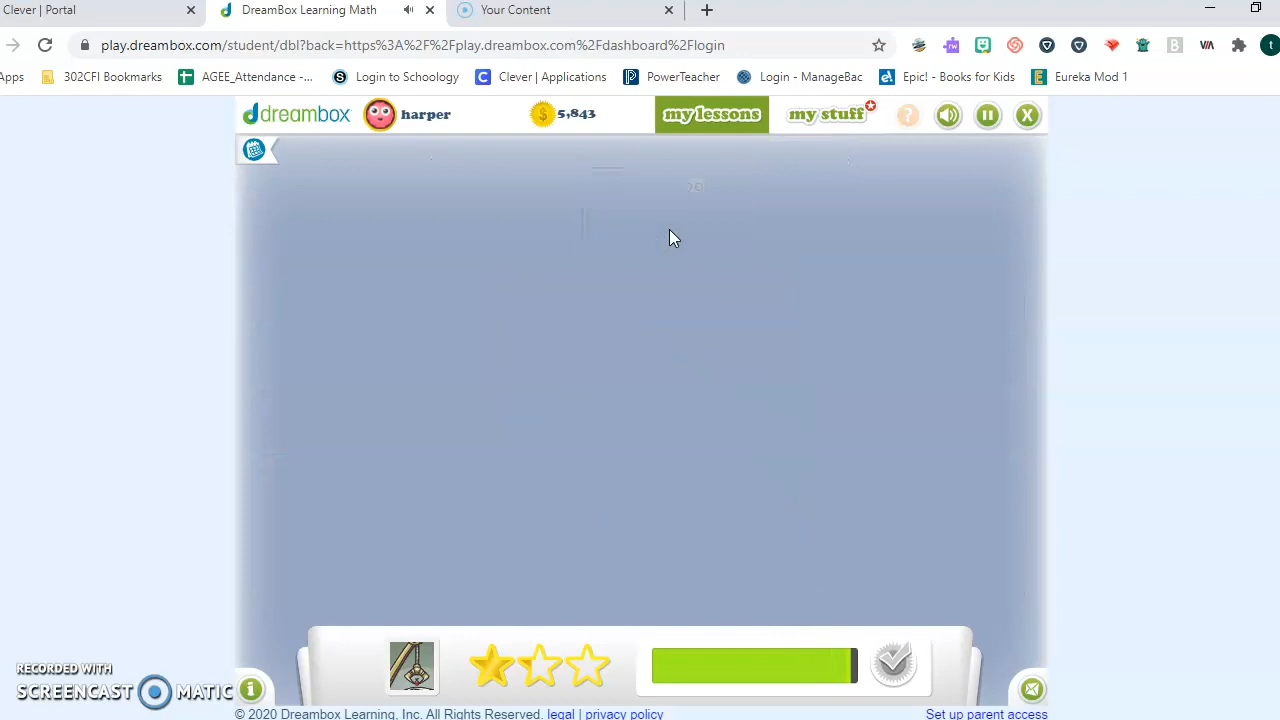 Clever | Portal
DreamBox Learning Math
Your Content
play.dreambox.com/student/dbl?back=https%3A%2F%2Fplay.dreambox.com%2Fdashboard%2Flogin
Apps
302CFI Bookmarks
AGEE_Attendance -...
Login to Schoology
Clever | Applications
PowerTeacher
Login - ManageBac
Epic! - Books for Kids
Eureka Mod 1
dreambox
harper
5,843
my lessons
my stuff
RECORDED WITH
SCREENCAST MATIC
© 2020 DreamBox Learning, Inc. All Rights Reserved. legal | privacy policy
Set up parent access